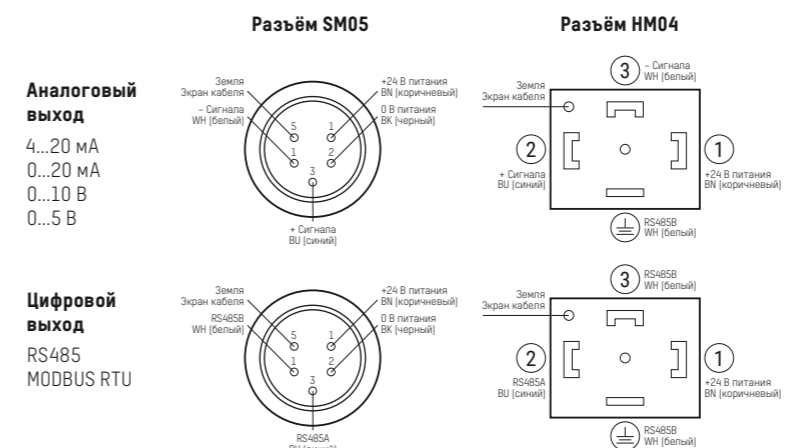 Разъём SM05
Разъём HM04
Аналоговый
выход
4...20 мА
0...20 мА
0...10 В
0...5 В
Земля
Экран кабеля
– Сигнала
WH (белый)
+24 В питания
BN (коричневый)
0 В питания
BK (черный)
5
1
1
2
3
+ Сигнала
BU (синий)
3
– Сигнала
WH (белый)
Земля
Экран кабеля
2
+ Сигнала
BU (синий)
1
+24 В питания
BN (коричневый)
RS485B
WH (белый)
Цифровой
выход
RS485
MODBUS RTU
Земля
Экран кабеля
RS485B
WH (белый)
+24 В питания
BN (коричневый)
0 В питания
BK (черный)
5
1
1
2
3
RS485A
BU (синий)
3
RS485B
WH (белый)
Земля
Экран кабеля
2
RS485A
BU (синий)
1
+24 В питания
BN (коричневый)
RS485B
WH (белый)